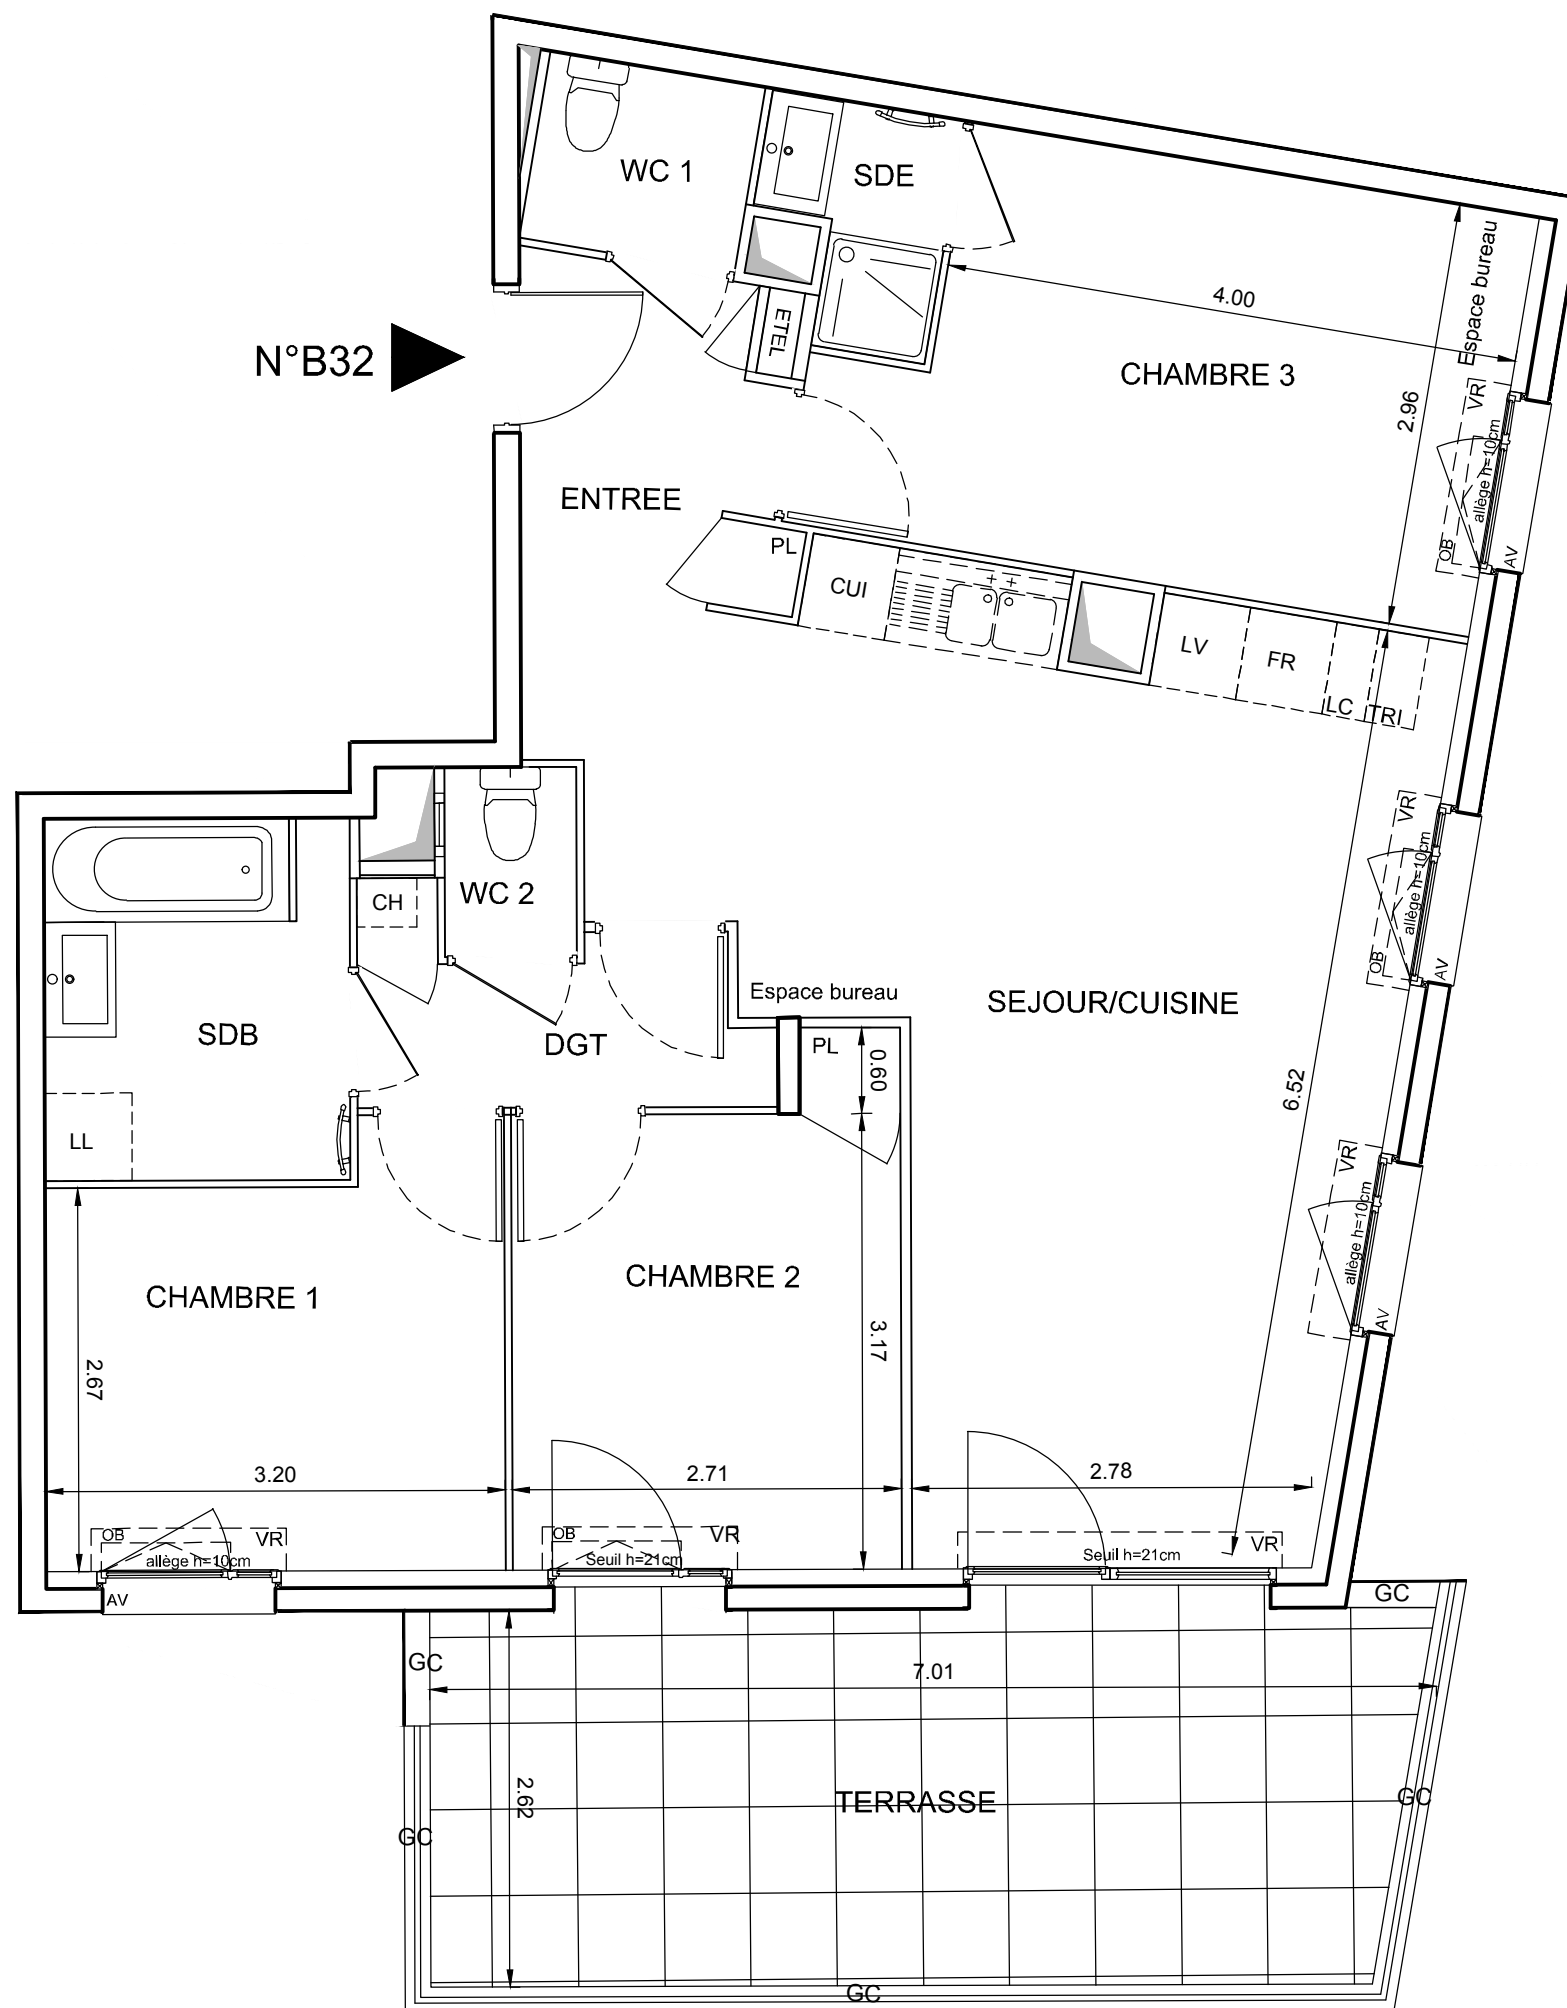 WC 1
SDE
Espace bureau
4.00
ETEL
N°B32
CHAMBRE 3
2.96
VR
allège h=10cm
OB
AV
ENTREE
PL
CUI
LV
FR
LC
TRI
VR
allège h=10cm
OB
AV
CH
WC 2
Espace bureau
SEJOUR/CUISINE
SDB
DGT
PL
0.60
6.52
LL
VR
allège h=10cm
AV
CHAMBRE 1
CHAMBRE 2
3.17
2.67
3.20
2.71
2.78
OB
VR
allège h=10cm
AV
OB
VR
Seuil h=21cm
VR
Seuil h=21cm
GC
GC
7.01
2.62
TERRASSE
GC
GC
GC